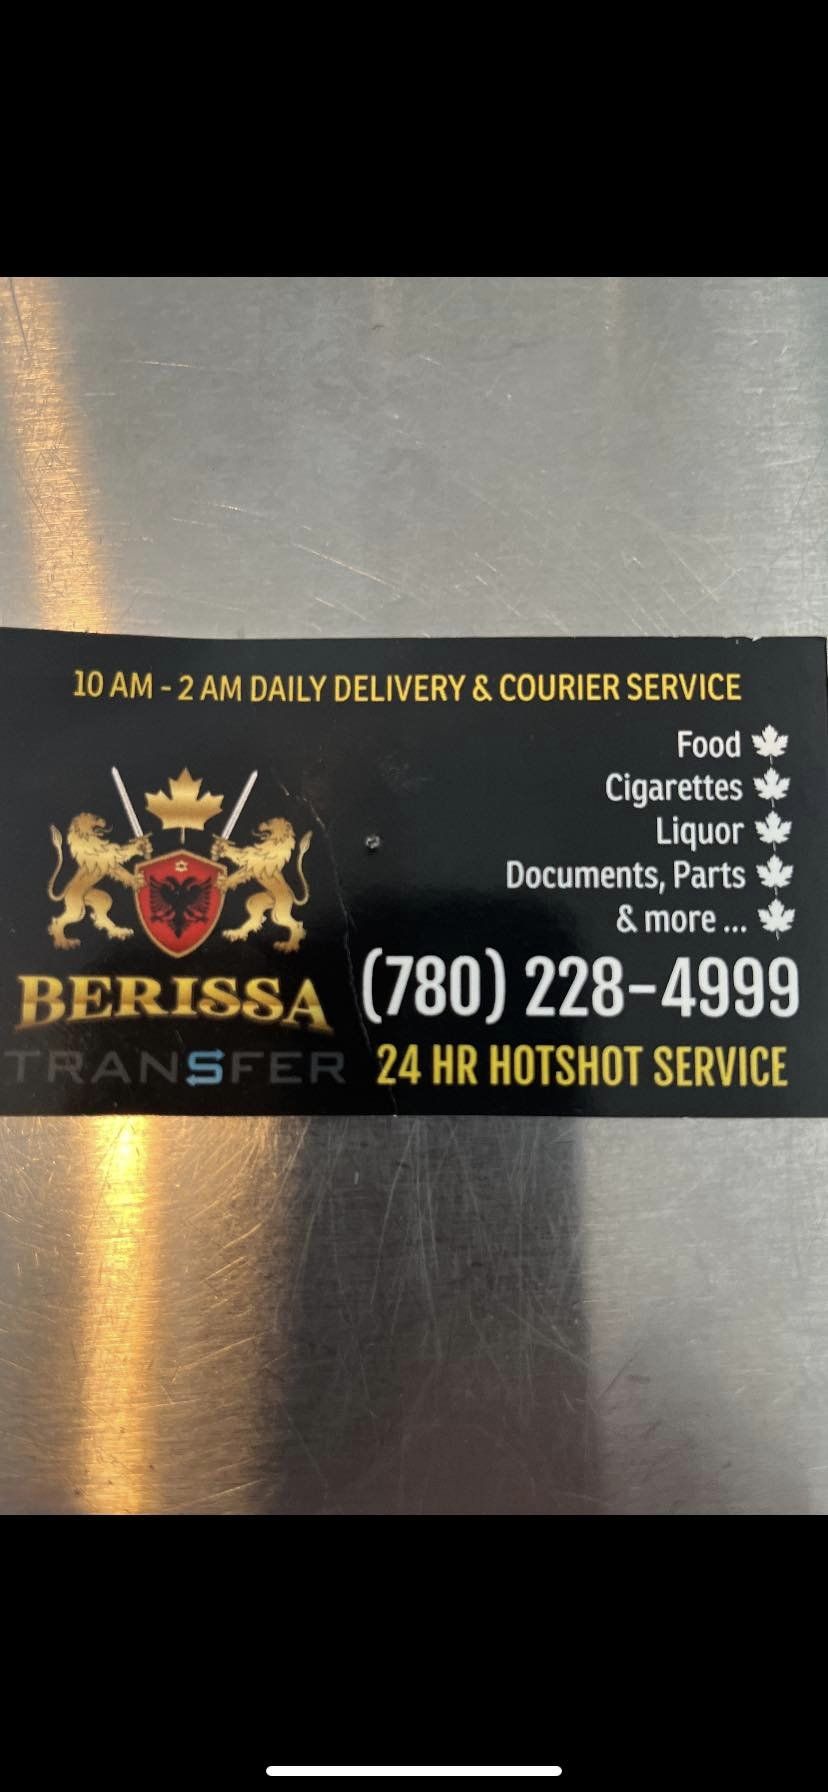 10 AM - 2 AM DAILY DELIVERY & COURIER SERVICE
Food
Cigarettes
Liquor
Documents, Parts
& more ...
BERISSA
TRANSFER
(780) 228-4999
24 HR HOTSHOT SERVICE